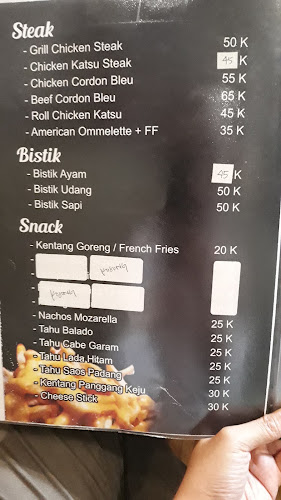 Steak
- Grill Chicken Steak 50 K
- Chicken Katsu Steak 45 K
- Chicken Cordon Bleu 55 K
- Beef Cordon Bleu 65 K
- Roll Chicken Katsu 45 K
- American Ommelette + FF 35 K
Bistik
- Bistik Ayam 45 K
- Bistik Udang 50 K
- Bistik Sapi 50 K
Snack
- Kentang Goreng / French Fries 20 K
-
-
- Nachos Mozarella 25 K
- Tahu Balado 25 K
- Tahu Cabe Garam 25 K
- Tahu Lada Hitam 25 K
- Tahu Saos Padang 25 K
- Kentang Panggang Keju 30 K
- Cheese Stick 30 K